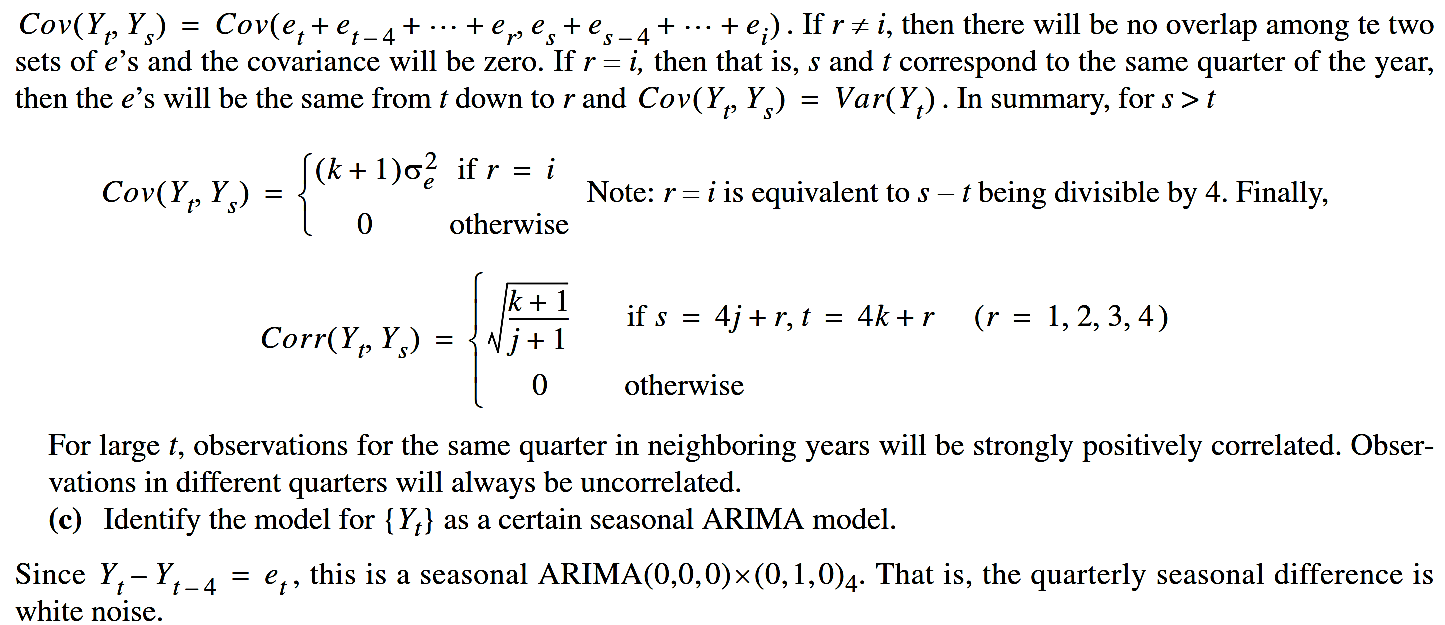 Cov(Y_t, Y_s) = Cov(e_t + e_{t-4} + ⋯ + e_r, e_s + e_{s-4} + ⋯ + e_i). If r ≠ i, then there will be no overlap among te two
sets of e's and the covariance will be zero. If r = i, then that is, s and t correspond to the same quarter of the year,
then the e's will be the same from t down to r and Cov(Y_t, Y_s) = Var(Y_t). In summary, for s > t
Cov(Y_t, Y_s) = { (k + 1)σ_e^2 if r = i
0 otherwise
Note: r = i is equivalent to s – t being divisible by 4. Finally,
Corr(Y_t, Y_s) = { √((k + 1)/(j + 1)) if s = 4j + r, t = 4k + r (r = 1, 2, 3, 4)
0 otherwise
For large t, observations for the same quarter in neighboring years will be strongly positively correlated. Obser-
vations in different quarters will always be uncorrelated.
(c) Identify the model for {Y_t} as a certain seasonal ARIMA model.
Since Y_t – Y_{t-4} = e_t, this is a seasonal ARIMA(0,0,0)×(0,1,0)_4. That is, the quarterly seasonal difference is
white noise.